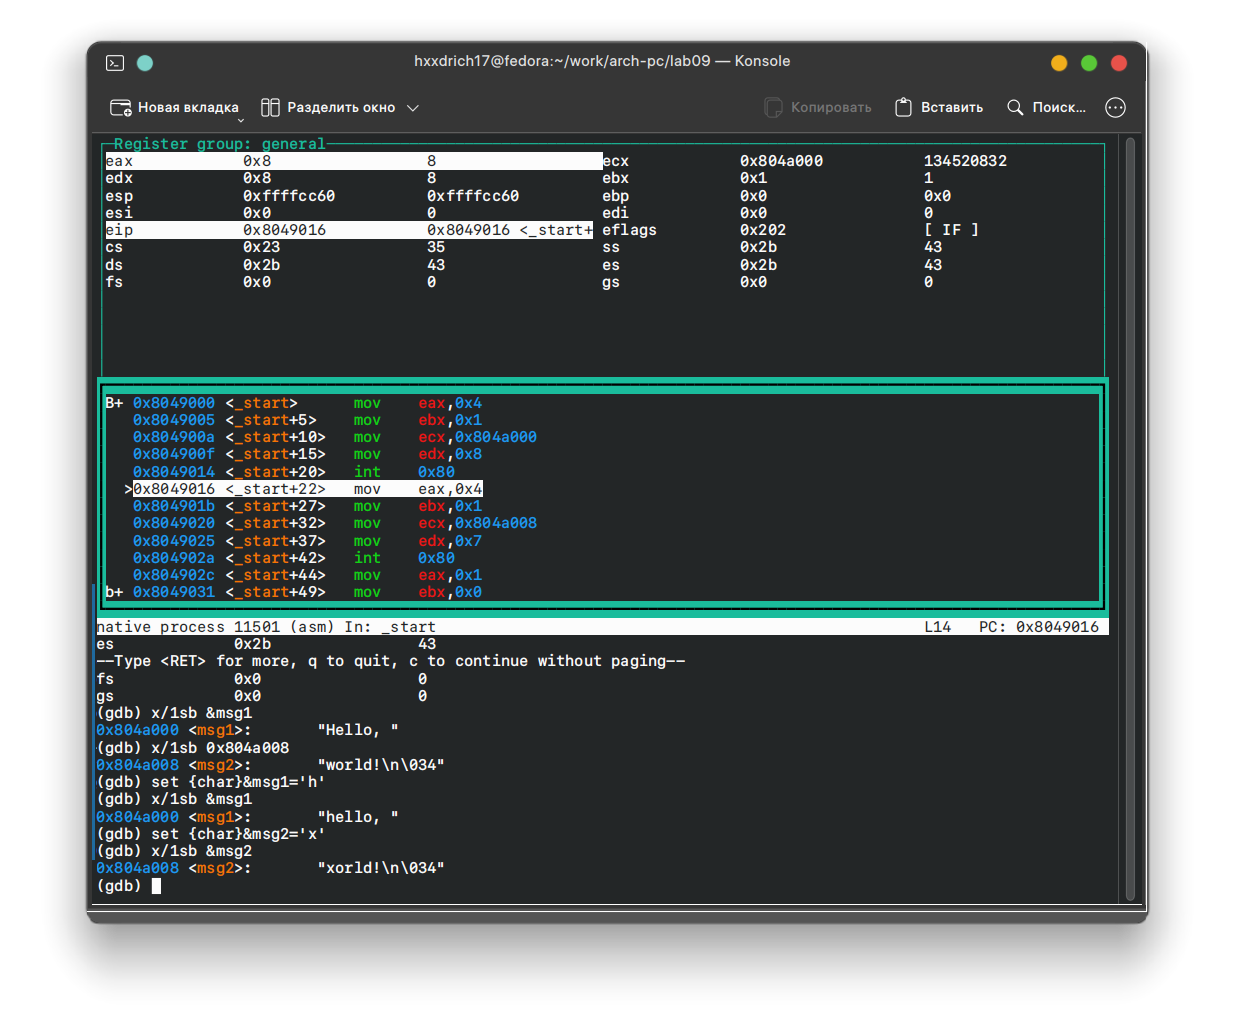 hxxdrich17@fedora:~/work/arch-pc/lab09 — Konsole
Новая вкладка Разделить окно Копировать Вставить Поиск...
Register group: general
eax 0x8 8 ecx 0x804a000 134520832
edx 0x8 8 ebx 0x1 1
esp 0xffffcc60 0xffffcc60 ebp 0x0 0x0
esi 0x0 0 edi 0x0 0
eip 0x8049016 0x8049016 <_start+ eflags 0x202 [ IF ]
cs 0x23 35 ss 0x2b 43
ds 0x2b 43 es 0x2b 43
fs 0x0 0 gs 0x0 0
B+ 0x8049000 <_start> mov eax,0x4
0x8049005 <_start+5> mov ebx,0x1
0x804900a <_start+10> mov ecx,0x804a000
0x804900f <_start+15> mov edx,0x8
0x8049014 <_start+20> int 0x80
>0x8049016 <_start+22> mov eax,0x4
0x804901b <_start+27> mov ebx,0x1
0x8049020 <_start+32> mov ecx,0x804a008
0x8049025 <_start+37> mov edx,0x7
0x804902a <_start+42> int 0x80
0x804902c <_start+44> mov eax,0x1
b+ 0x8049031 <_start+49> mov ebx,0x0
native process 11501 (asm) In: _start L14 PC: 0x8049016
es 0x2b 43
--Type <RET> for more, q to quit, c to continue without paging--
fs 0x0 0
gs 0x0 0
(gdb) x/1sb &msg1
0x804a000 <msg1>: "Hello, "
(gdb) x/1sb 0x804a008
0x804a008 <msg2>: "world!\n\034"
(gdb) set {char}&msg1='h'
(gdb) x/1sb &msg1
0x804a000 <msg1>: "hello, "
(gdb) set {char}&msg2='x'
(gdb) x/1sb &msg2
0x804a008 <msg2>: "xorld!\n\034"
(gdb)